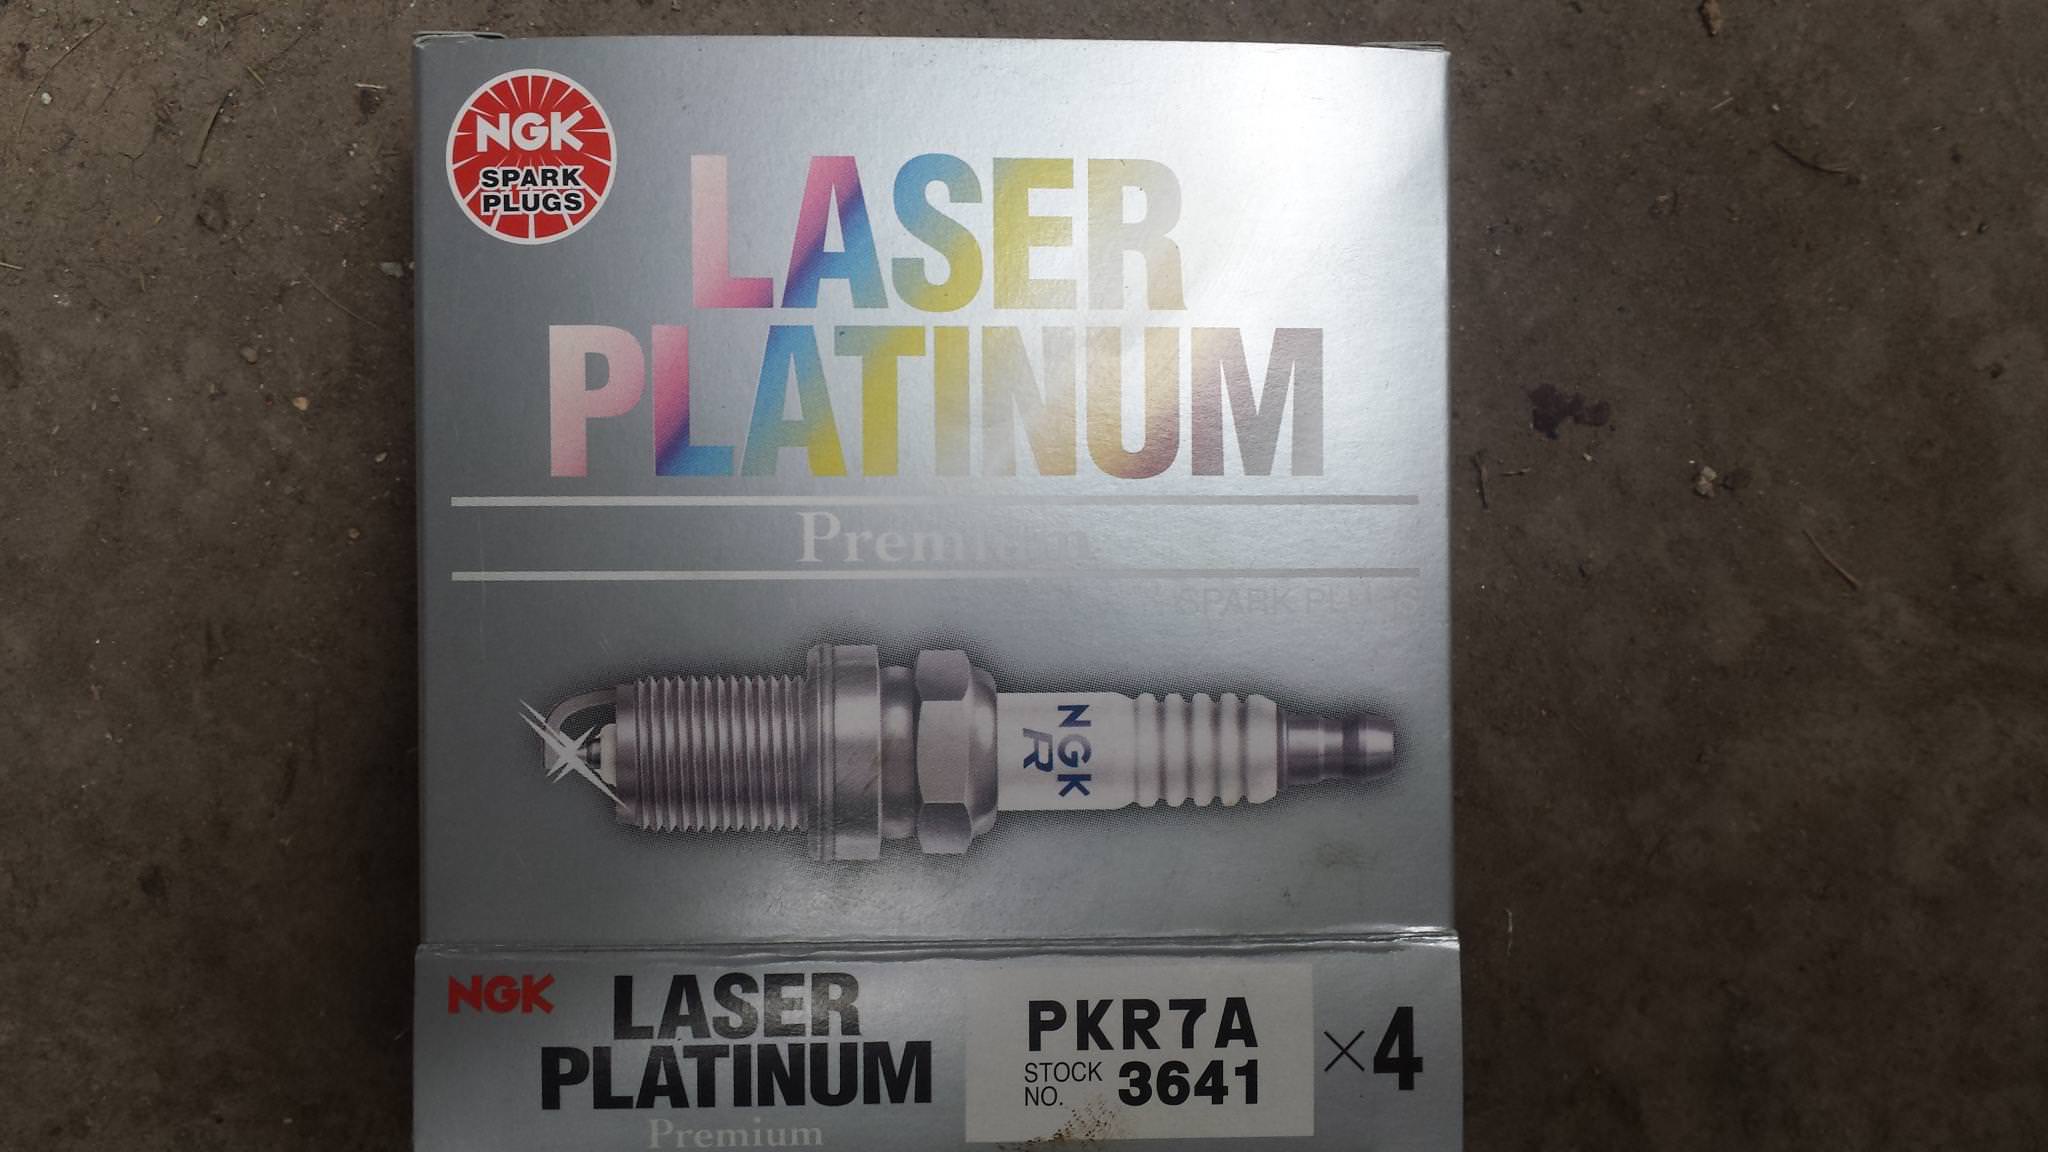 NGK
SPARK
PLUGS
LASER
PLATINUM
Premium
SPARK PLUGS
NGK
R
NGK
LASER
PLATINUM
Premium
PKR7A
STOCK
NO. 3641
×4